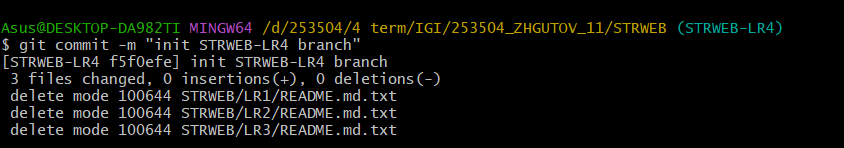 Asus@DESKTOP-DA982TI MINGW64 /d/253504/4 term/IGI/253504_ZHGUTOV_11/STRWEB (STRWEB-LR4)
$ git commit -m "init STRWEB-LR4 branch"
[STRWEB-LR4 f5f0efe] init STRWEB-LR4 branch
 3 files changed, 0 insertions(+), 0 deletions(-)
 delete mode 100644 STRWEB/LR1/README.md.txt
 delete mode 100644 STRWEB/LR2/README.md.txt
 delete mode 100644 STRWEB/LR3/README.md.txt